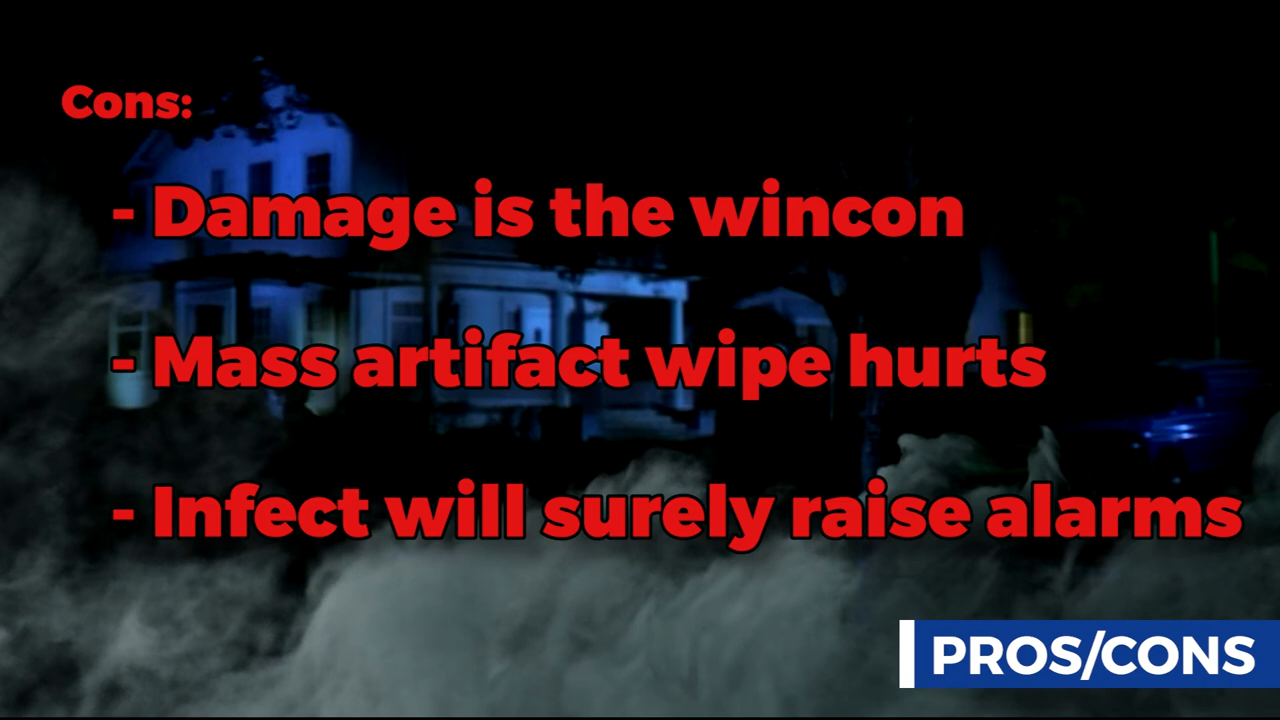 Cons:
- Damage is the wincon
- Mass artifact wipe hurts
- Infect will surely raise alarms
PROS/CONS